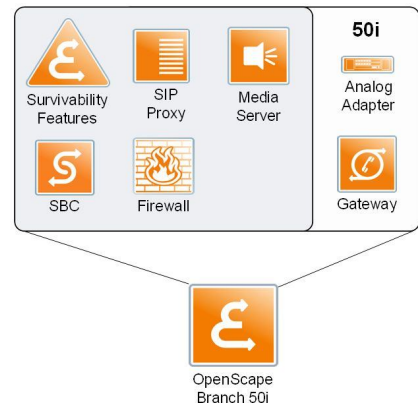 50i
Survivability
Features
SIP
Proxy
Media
Server
Analog
Adapter
SBC
Firewall
Gateway
OpenScape
Branch 50i